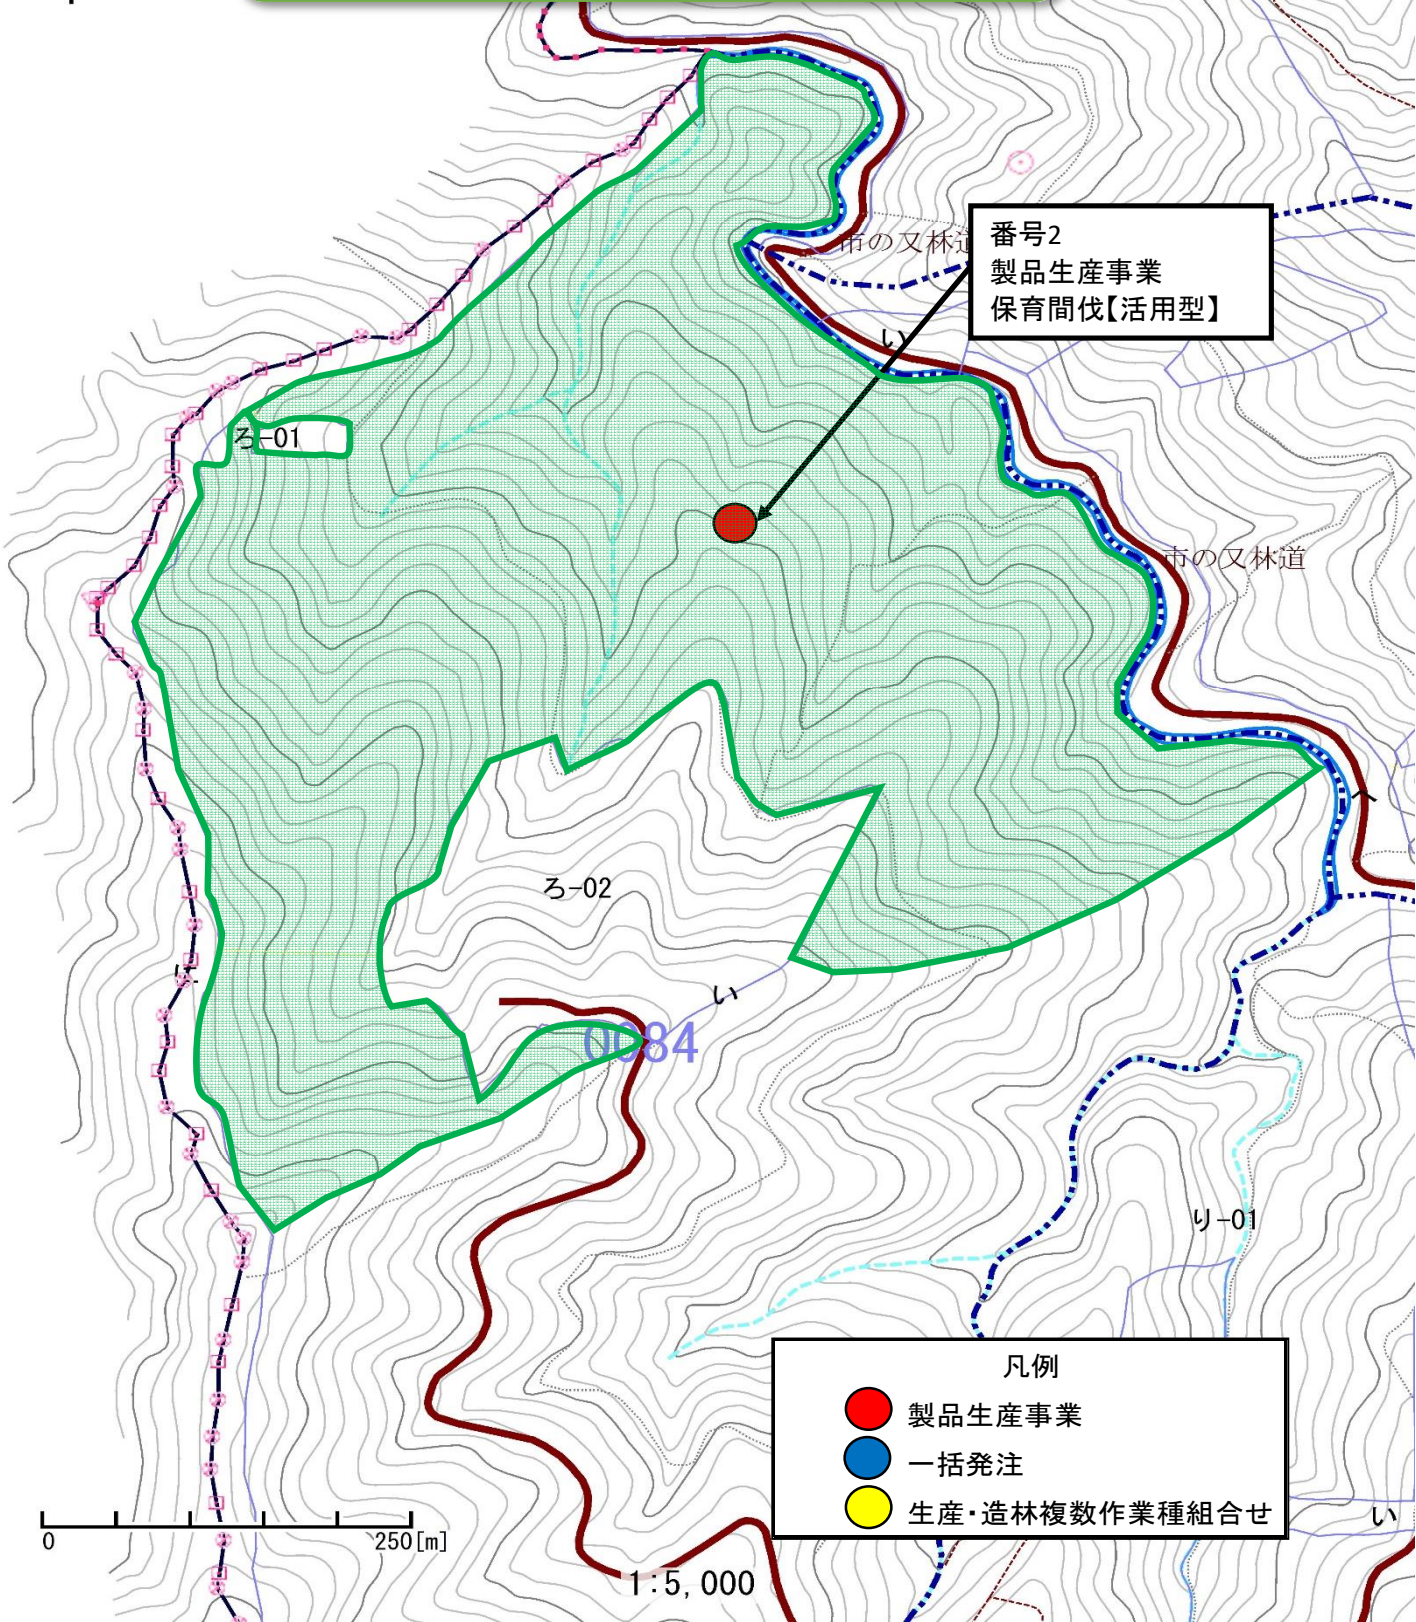 市の又林道
番号2
製品生産事業
保育間伐【活用型】
い
ろ-01
市の又林道
へ
ろ-02
い
0084
り-01
凡例
製品生産事業
一括発注
生産・造林複数作業種組合せ
い
0
250[m]
1:5,000